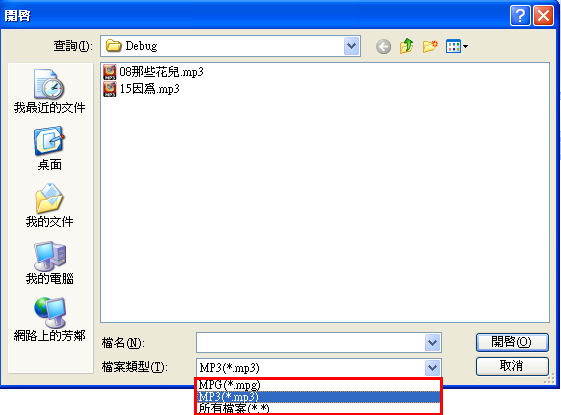 開啓
查詢(I):
Debug
08那些花兒.mp3
15因爲.mp3
我最近的文件
桌面
我的文件
我的電腦
網路上的芳鄰
檔名(N):
開啓(O)
檔案類型(T):
MP3(*.mp3)
取消
MPG(*.mpg)
MP3(*.mp3)
所有檔案(*.*)